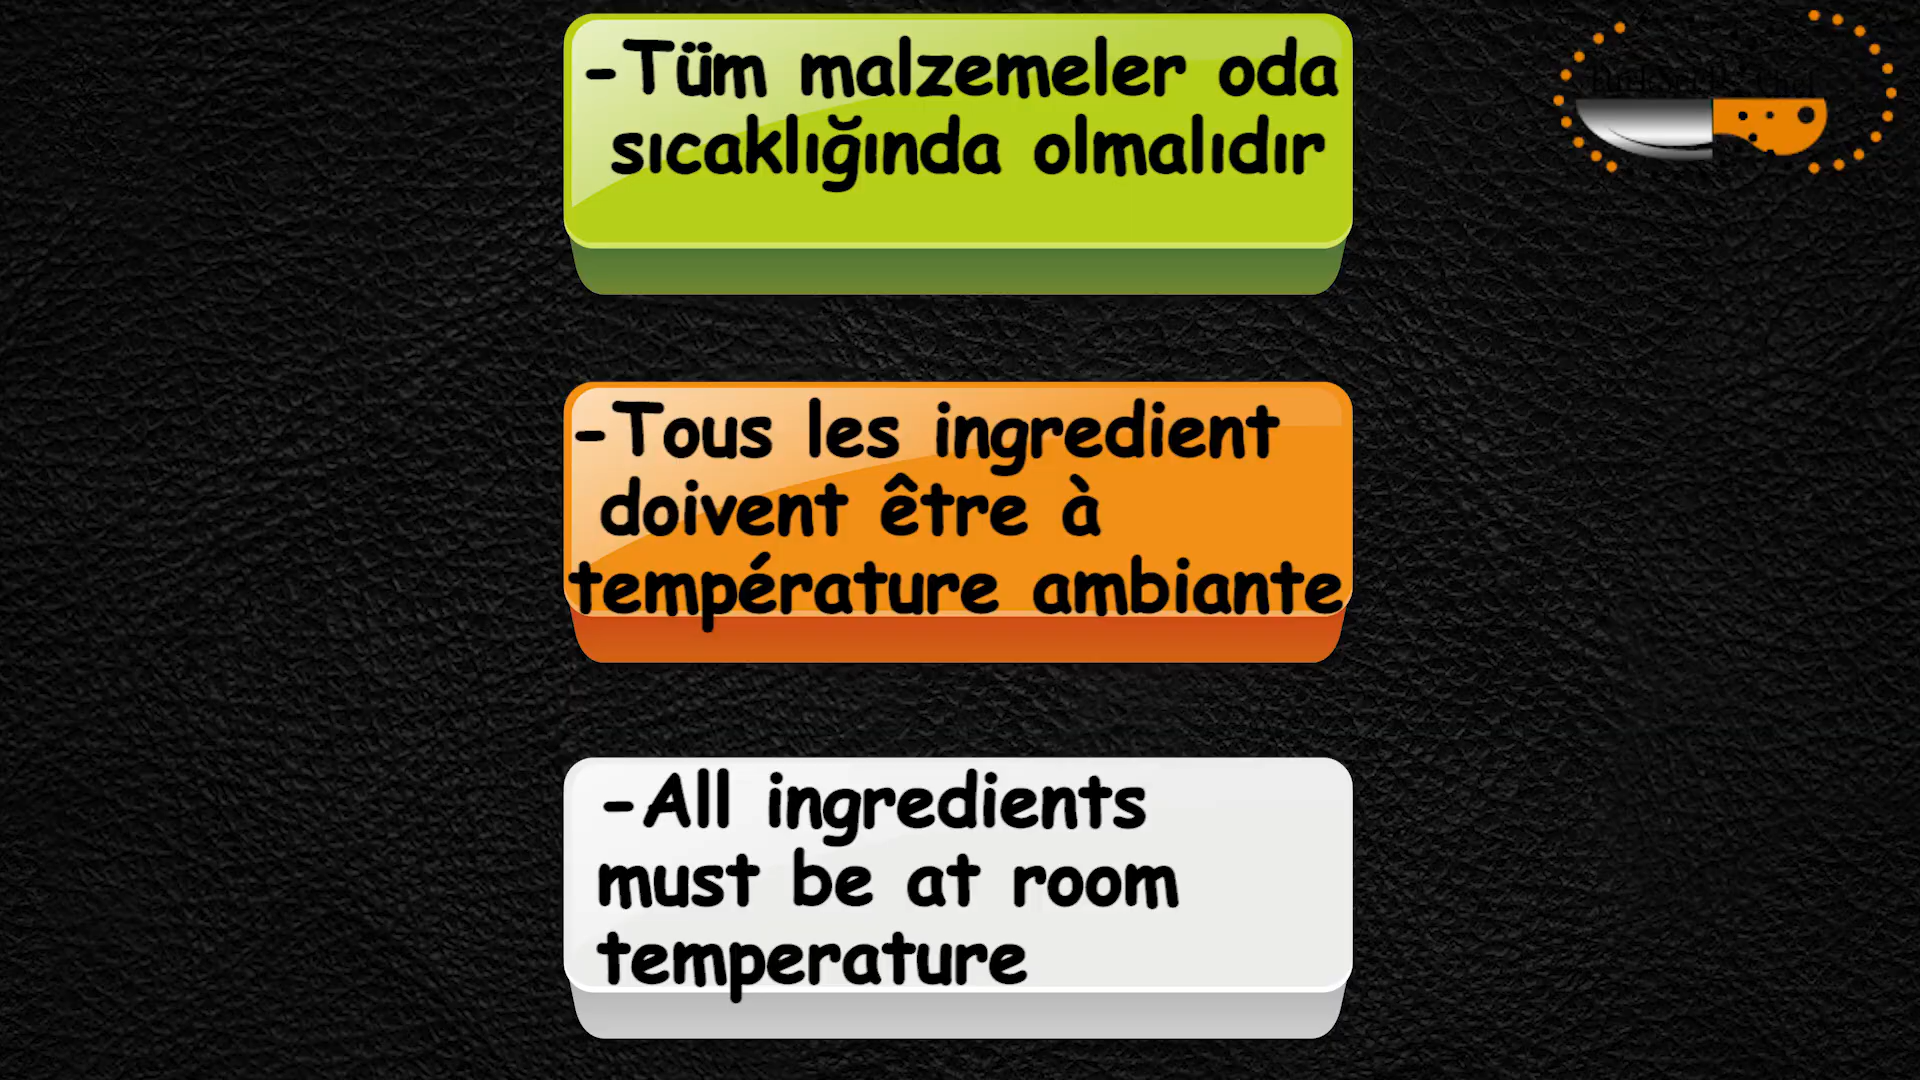 -Tüm malzemeler oda
sıcaklığında olmalıdır
-Tous les ingredient
doivent être à
température ambiante
-All ingredients
must be at room
temperature